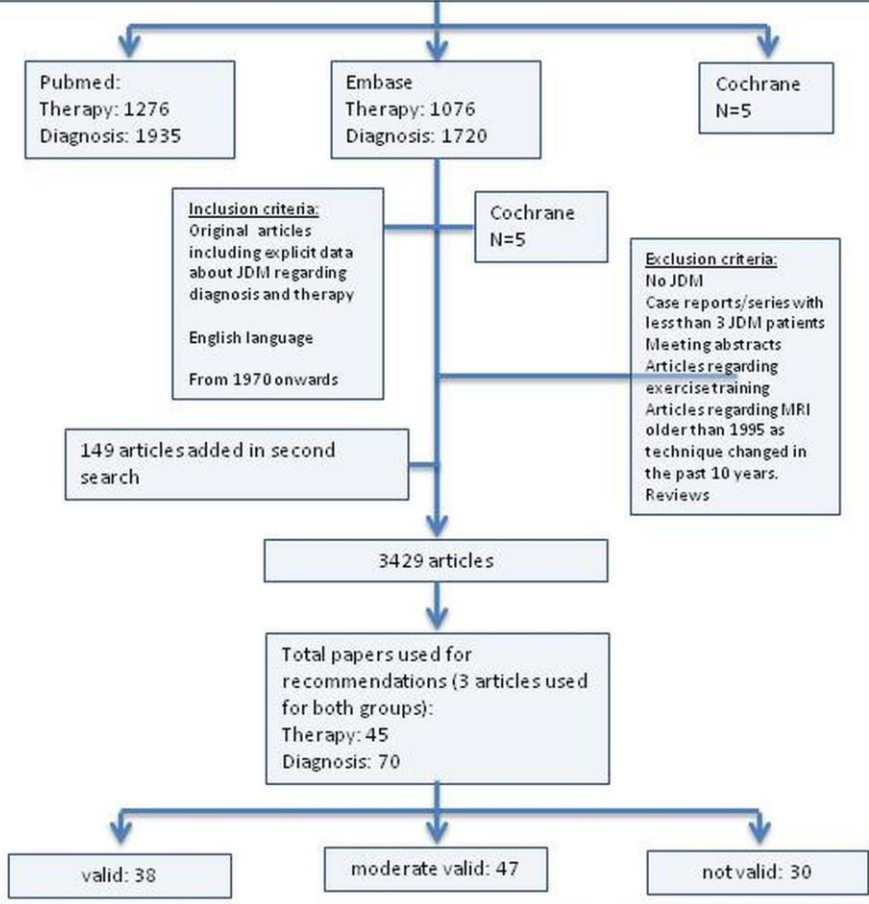 Pubmed:
Therapy: 1276
Diagnosis: 1935
Embase
Therapy: 1076
Diagnosis: 1720
Cochrane
N=5
Inclusion criteria:
Original articles
including explicit data
about JDM regarding
diagnosis and therapy
English language
From 1970 onwards
Cochrane
N=5
Exclusion criteria:
No JDM
Case reports/series with
less than 3 JDM patients
Meeting abstracts
Articles regarding
exercise training
Articles regarding MRI
older than 1995 as
technique changed in
the past 10 years.
Reviews
149 articles added in second
search
3429 articles
Total papers used for
recommendations (3 articles used
for both groups):
Therapy: 45
Diagnosis: 70
valid: 38
moderate valid: 47
not valid: 30